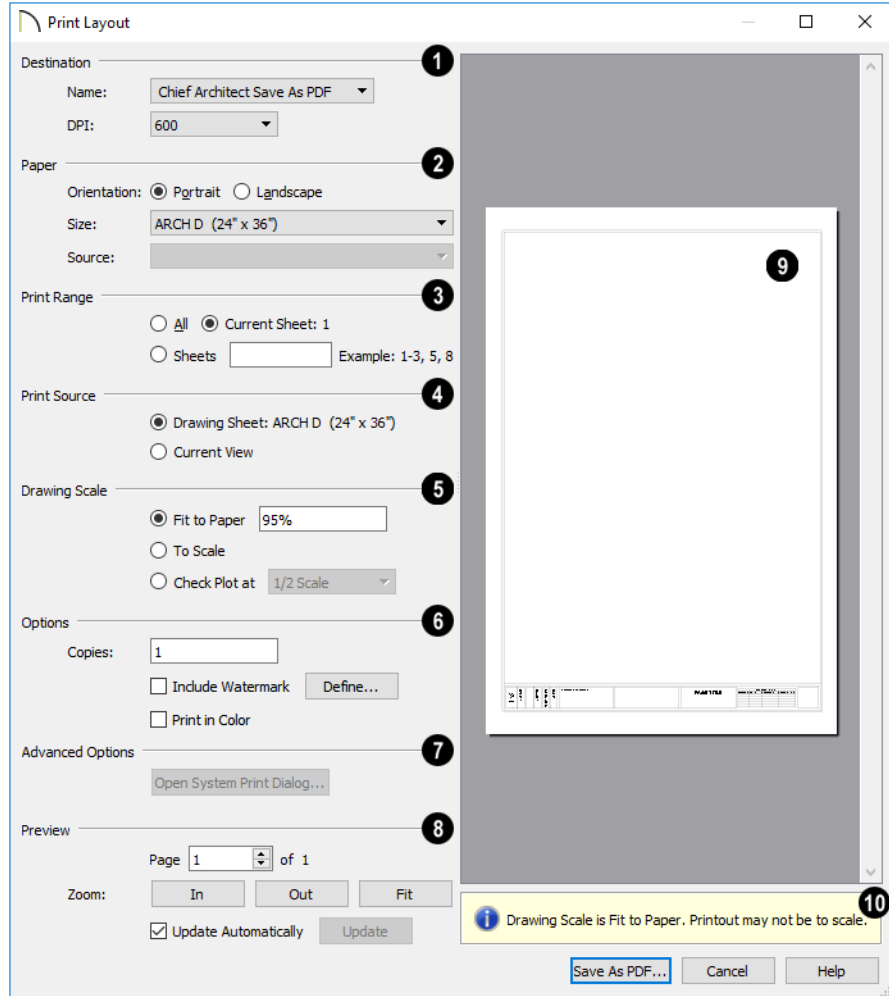 Print Layout
Destination
1
Name: Chief Architect Save As PDF
DPI: 600
Paper
2
Orientation: Portrait Landscape
Size: ARCH D (24" x 36")
Source:
Print Range
3
All Current Sheet: 1
Sheets Example: 1-3, 5, 8
Print Source
4
Drawing Sheet: ARCH D (24" x 36")
Current View
Drawing Scale
5
Fit to Paper 95%
To Scale
Check Plot at 1/2 Scale
Options
6
Copies: 1
Include Watermark Define...
Print in Color
Advanced Options
7
Open System Print Dialog...
Preview
8
Page 1 of 1
Zoom: In Out Fit
Update Automatically Update
9
10
Drawing Scale is Fit to Paper. Printout may not be to scale.
Save As PDF... Cancel Help